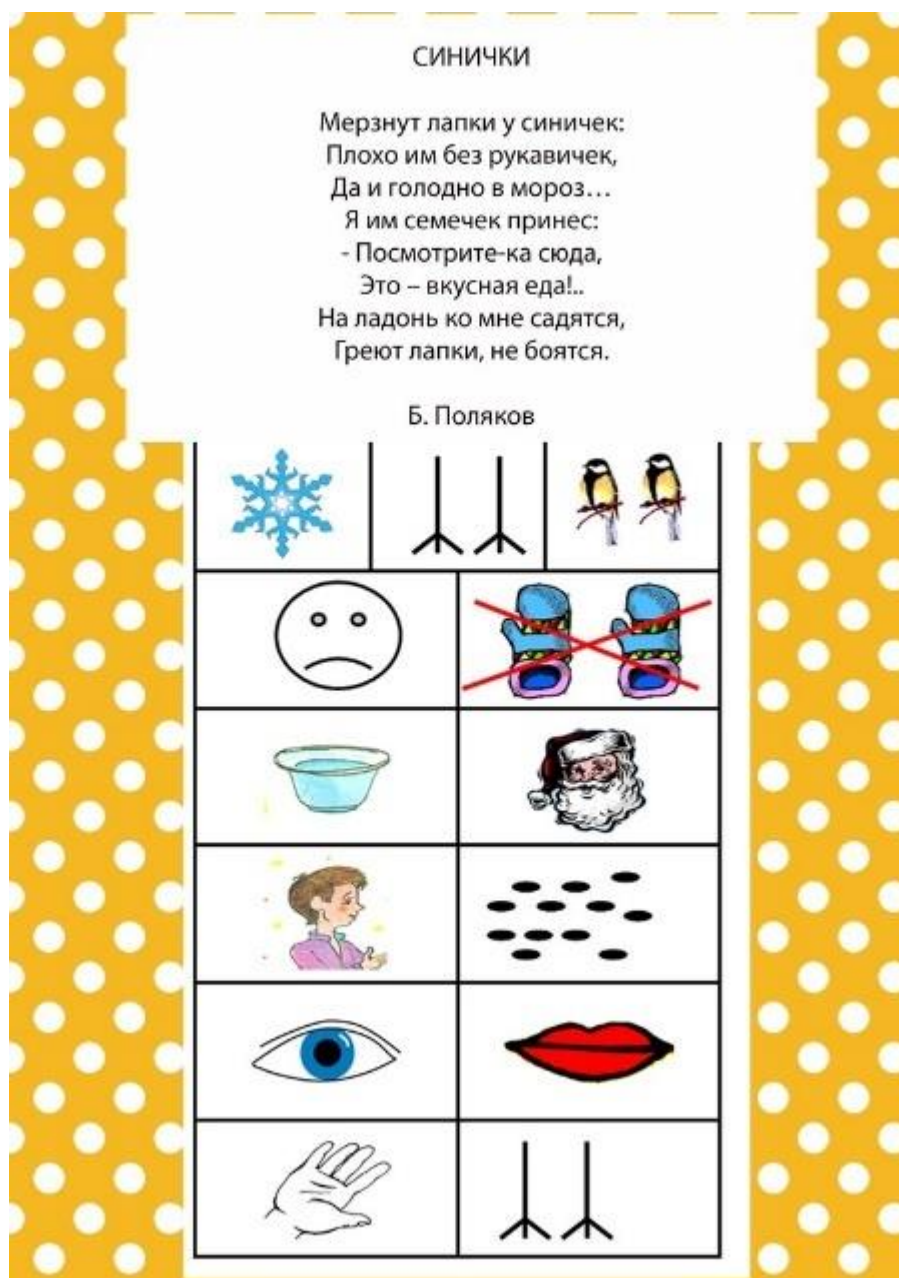 СИНИЧКИ
Мерзнут лапки у синичек:
Плохо им без рукавичек,
Да и голодно в мороз...
Я им семечек принес:
- Посмотрите-ка сюда,
Это – вкусная еда!..
На ладонь ко мне садятся,
Греют лапки, не боятся.
Б. Поляков